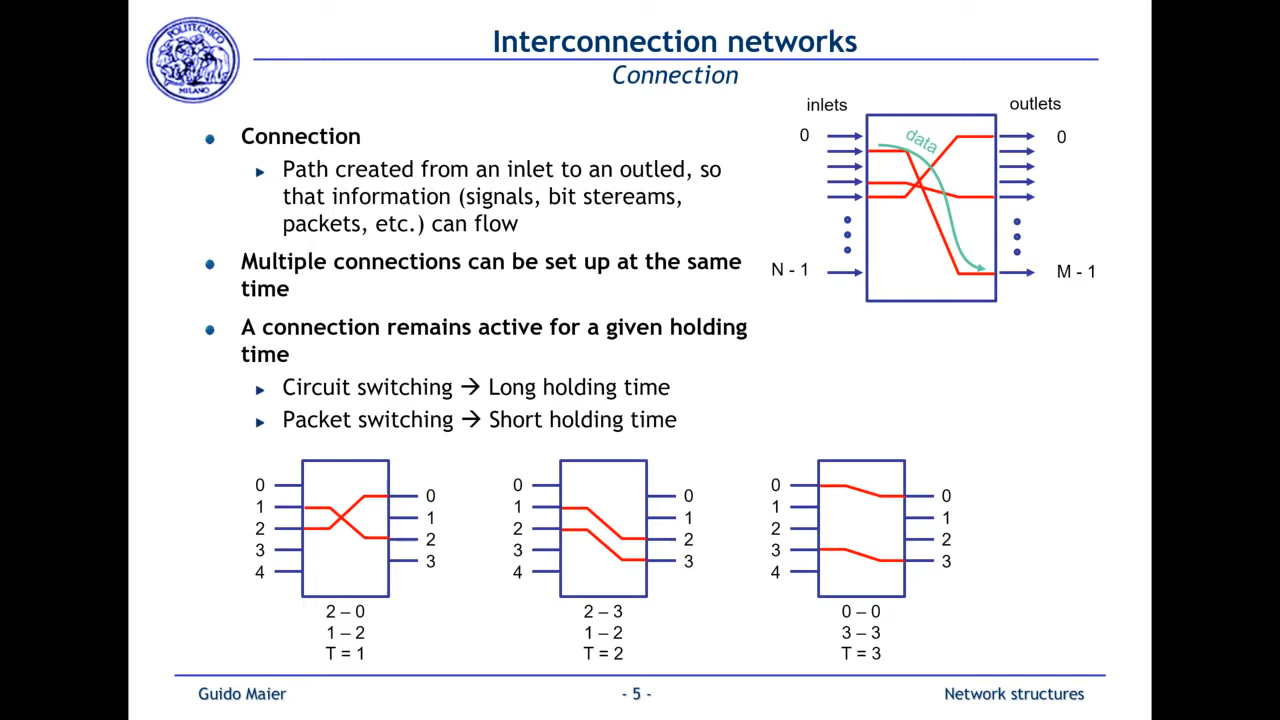 POLITECNICO
MILANO
Interconnection networks
Connection
Connection
Path created from an inlet to an outled, so
that information (signals, bit stereams,
packets, etc.) can flow
Multiple connections can be set up at the same
time
A connection remains active for a given holding
time
Circuit switching → Long holding time
Packet switching → Short holding time
inlets
outlets
0
data
0
N - 1
M - 1
0
1
2
3
4
0
1
2
3
2 – 0
1 – 2
T = 1
0
1
2
3
4
0
1
2
3
2 – 3
1 – 2
T = 2
0
1
2
3
4
0
1
2
3
0 – 0
3 – 3
T = 3
Guido Maier
- 5 -
Network structures